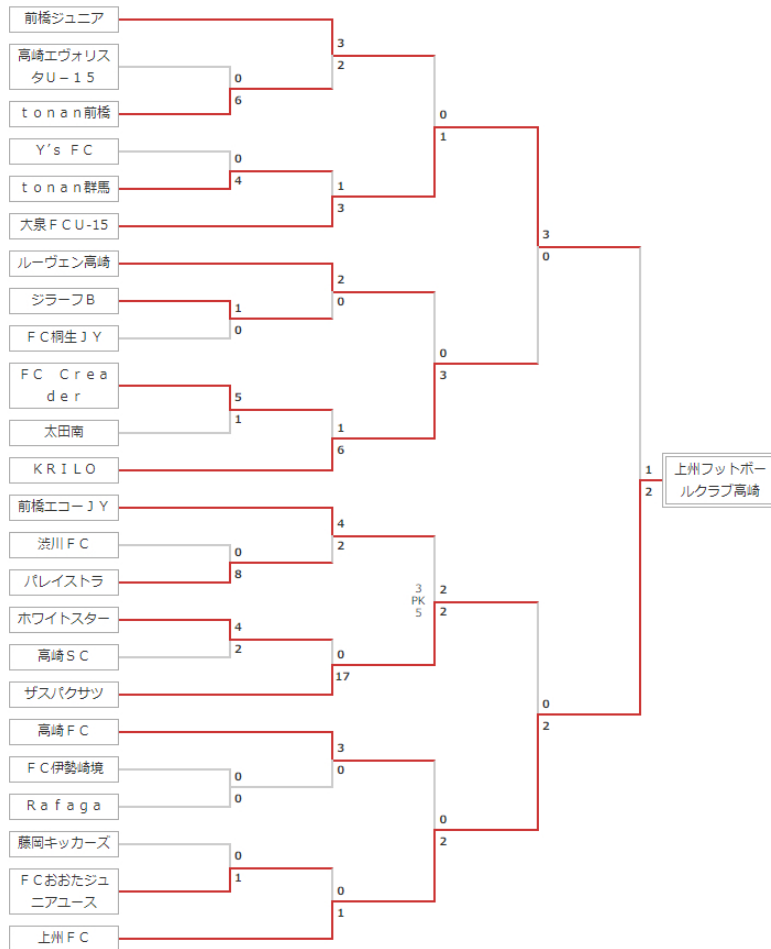 前橋ジュニア
3
2
高崎エヴォリス
タU－１５
0
6
ｔｏｎａｎ前橋
0
1
Y′s ＦＣ
0
4
ｔｏｎａｎ群馬
1
3
大泉ＦＣU-15
3
0
ルーヴェン高崎
2
0
ジラーフＢ
1
0
ＦＣ桐生ＪＹ
0
3
ＦＣ　Ｃｒｅａ
ｄｅｒ
5
1
太田南
1
6
ＫＲＩＬＯ
1
2
上州フットボー
ルクラブ高崎
前橋エコーＪＹ
4
2
渋川ＦＣ
0
8
パレイストラ
3
PK
5
2
2
ホワイトスター
4
2
高崎ＳＣ
0
17
ザスパクサツ
0
2
高崎ＦＣ
3
0
ＦＣ伊勢崎境
0
0
Ｒａｆａｇａ
0
2
藤岡キッカーズ
0
1
ＦＣおおたジュ
ニアユース
0
1
上州ＦＣ